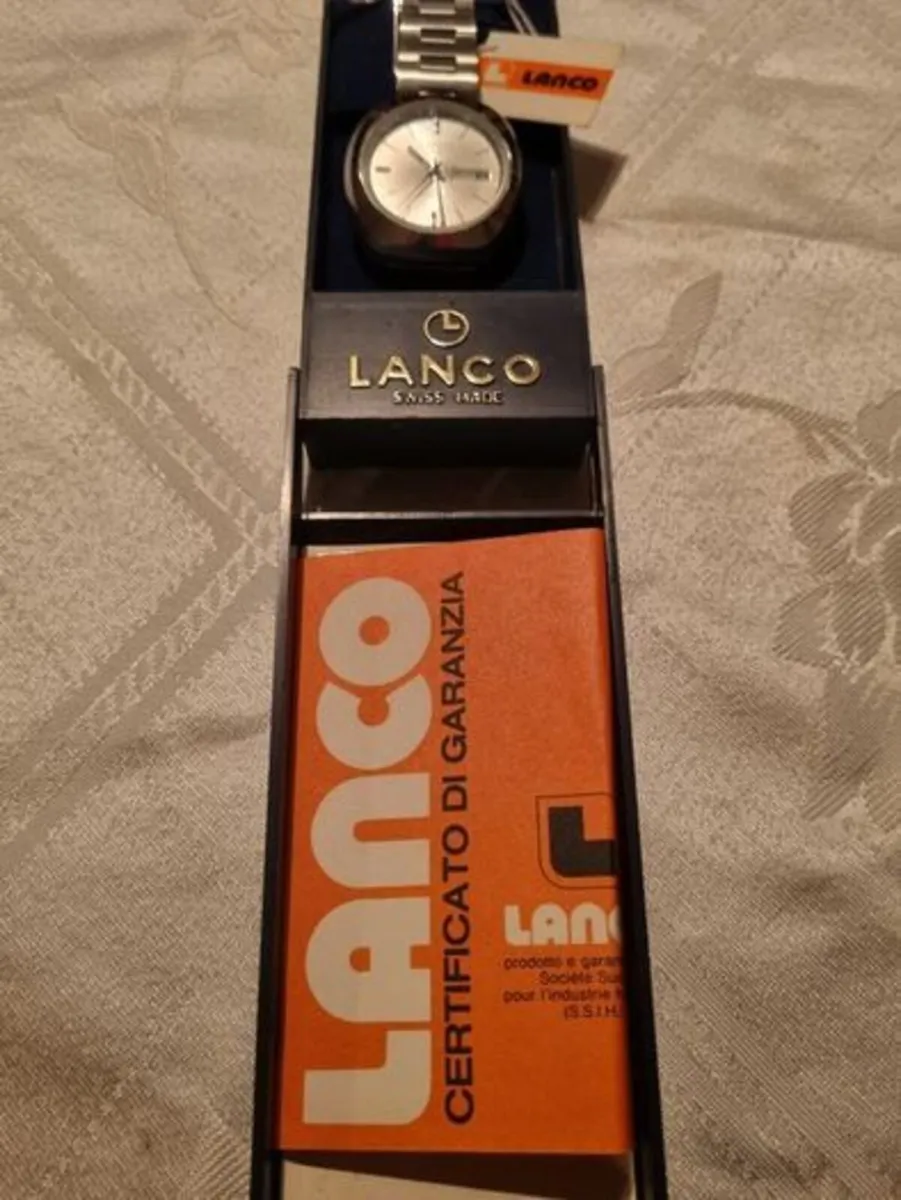 LANCO
LANCO
SWISS MADE
LANCO
CERTIFICATO DI GARANZIA
LANC
prodotto e garan
Société Sui
pour l'industrie
(S.S.I.H.